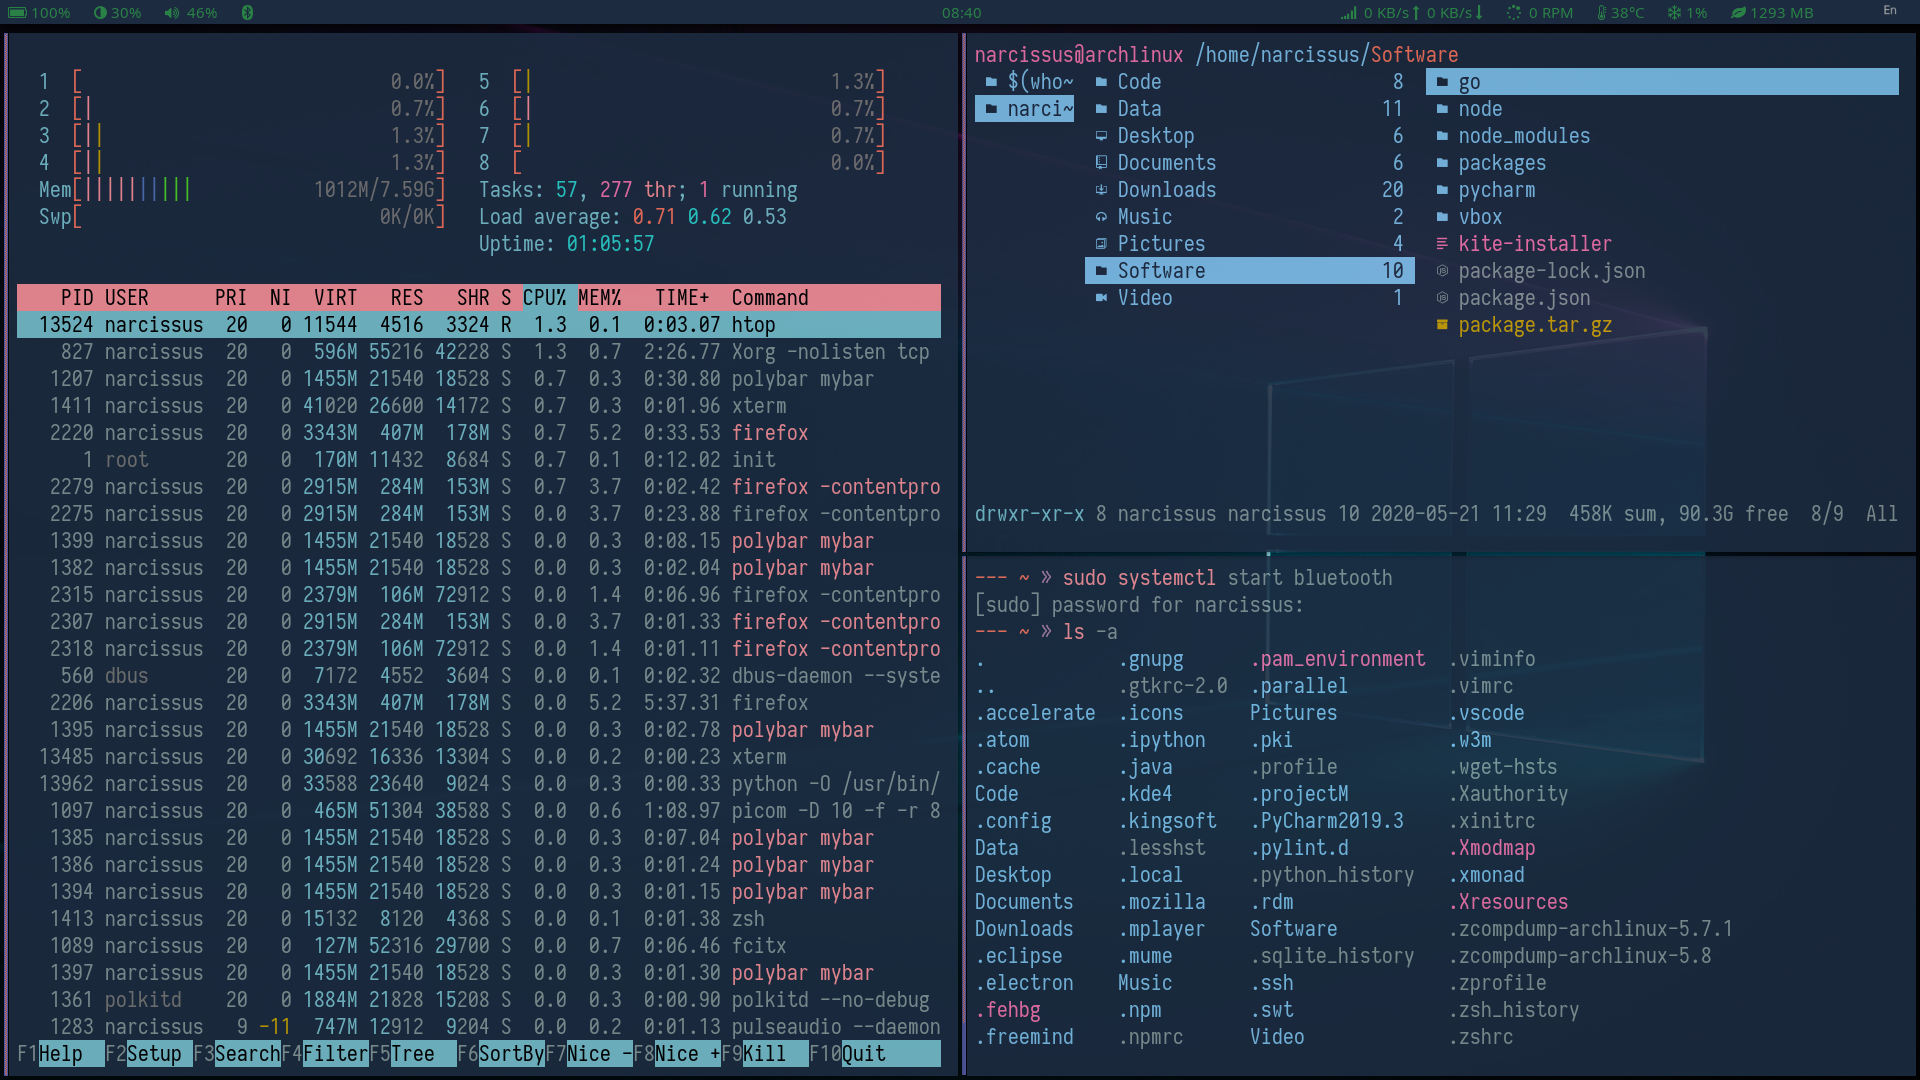 100% 30% 46% 08:40 0 KB/s 0 KB/s 0 RPM 38°C 1% 1293 MB En
1 [ 0.0%] 5 [| 1.3%]
2 [| 0.7%] 6 [| 0.7%]
3 [|| 1.3%] 7 [| 0.7%]
4 [|| 1.3%] 8 [ 0.0%]
Mem[|||||||||| 1012M/7.59G] Tasks: 57, 277 thr; 1 running
Swp[ 0K/0K] Load average: 0.71 0.62 0.53
Uptime: 01:05:57
PID USER PRI NI VIRT RES SHR S CPU% MEM% TIME+ Command
13524 narcissus 20 0 11544 4516 3324 R 1.3 0.1 0:03.07 htop
827 narcissus 20 0 596M 55216 42228 S 1.3 0.7 2:26.77 Xorg -nolisten tcp
1207 narcissus 20 0 1455M 21540 18528 S 0.7 0.3 0:30.80 polybar mybar
1411 narcissus 20 0 41020 26600 14172 S 0.7 0.3 0:01.96 xterm
2220 narcissus 20 0 3343M 407M 178M S 0.7 5.2 0:33.53 firefox
1 root 20 0 170M 11432 8684 S 0.7 0.1 0:12.02 init
2279 narcissus 20 0 2915M 284M 153M S 0.7 3.7 0:02.42 firefox -contentpro
2275 narcissus 20 0 2915M 284M 153M S 0.0 3.7 0:23.88 firefox -contentpro
1399 narcissus 20 0 1455M 21540 18528 S 0.0 0.3 0:08.15 polybar mybar
1382 narcissus 20 0 1455M 21540 18528 S 0.0 0.3 0:02.04 polybar mybar
2315 narcissus 20 0 2379M 106M 72912 S 0.0 1.4 0:06.96 firefox -contentpro
2307 narcissus 20 0 2915M 284M 153M S 0.0 3.7 0:01.33 firefox -contentpro
2318 narcissus 20 0 2379M 106M 72912 S 0.0 1.4 0:01.11 firefox -contentpro
560 dbus 20 0 7172 4552 3604 S 0.0 0.1 0:02.32 dbus-daemon --syste
2206 narcissus 20 0 3343M 407M 178M S 0.0 5.2 5:37.31 firefox
1395 narcissus 20 0 1455M 21540 18528 S 0.0 0.3 0:02.78 polybar mybar
13485 narcissus 20 0 30692 16336 13304 S 0.0 0.2 0:00.23 xterm
13962 narcissus 20 0 33588 23640 9024 S 0.0 0.3 0:00.33 python -O /usr/bin/
1097 narcissus 20 0 465M 51304 38588 S 0.0 0.6 1:08.97 picom -D 10 -f -r 8
1385 narcissus 20 0 1455M 21540 18528 S 0.0 0.3 0:07.04 polybar mybar
1386 narcissus 20 0 1455M 21540 18528 S 0.0 0.3 0:01.24 polybar mybar
1394 narcissus 20 0 1455M 21540 18528 S 0.0 0.3 0:01.15 polybar mybar
1413 narcissus 20 0 15132 8120 4368 S 0.0 0.1 0:01.38 zsh
1089 narcissus 20 0 127M 52316 29700 S 0.0 0.7 0:06.46 fcitx
1397 narcissus 20 0 1455M 21540 18528 S 0.0 0.3 0:01.30 polybar mybar
1361 polkitd 20 0 1884M 21828 15208 S 0.0 0.3 0:00.90 polkitd --no-debug
1283 narcissus 9 -11 747M 12912 9204 S 0.0 0.2 0:01.13 pulseaudio --daemon
F1Help F2Setup F3SearchF4FilterF5Tree F6SortByF7Nice -F8Nice +F9Kill F10Quit
narcissus@archlinux /home/narcissus/Software
$(who~ Code 8 go
narci~ Data 11 node
Desktop 6 node_modules
Documents 6 packages
Downloads 20 pycharm
Music 2 vbox
Pictures 4 kite-installer
Software 10 package-lock.json
Video 1 package.json
package.tar.gz
drwxr-xr-x 8 narcissus narcissus 10 2020-05-21 11:29 458K sum, 90.3G free 8/9 All
--- ~ » sudo systemctl start bluetooth
[sudo] password for narcissus:
--- ~ » ls -a
. .gnupg .pam_environment .viminfo
.. .gtkrc-2.0 .parallel .vimrc
.accelerate .icons Pictures .vscode
.atom .ipython .pki .w3m
.cache .java .profile .wget-hsts
Code .kde4 .projectM .Xauthority
.config .kingsoft .PyCharm2019.3 .xinitrc
Data .lesshst .pylint.d .Xmodmap
Desktop .local .python_history .xmonad
Documents .mozilla .rdm .Xresources
Downloads .mplayer Software .zcompdump-archlinux-5.7.1
.eclipse .mume .sqlite_history .zcompdump-archlinux-5.8
.electron Music .ssh .zprofile
.fehbg .npm .swt .zsh_history
.freemind .npmrc Video .zshrc